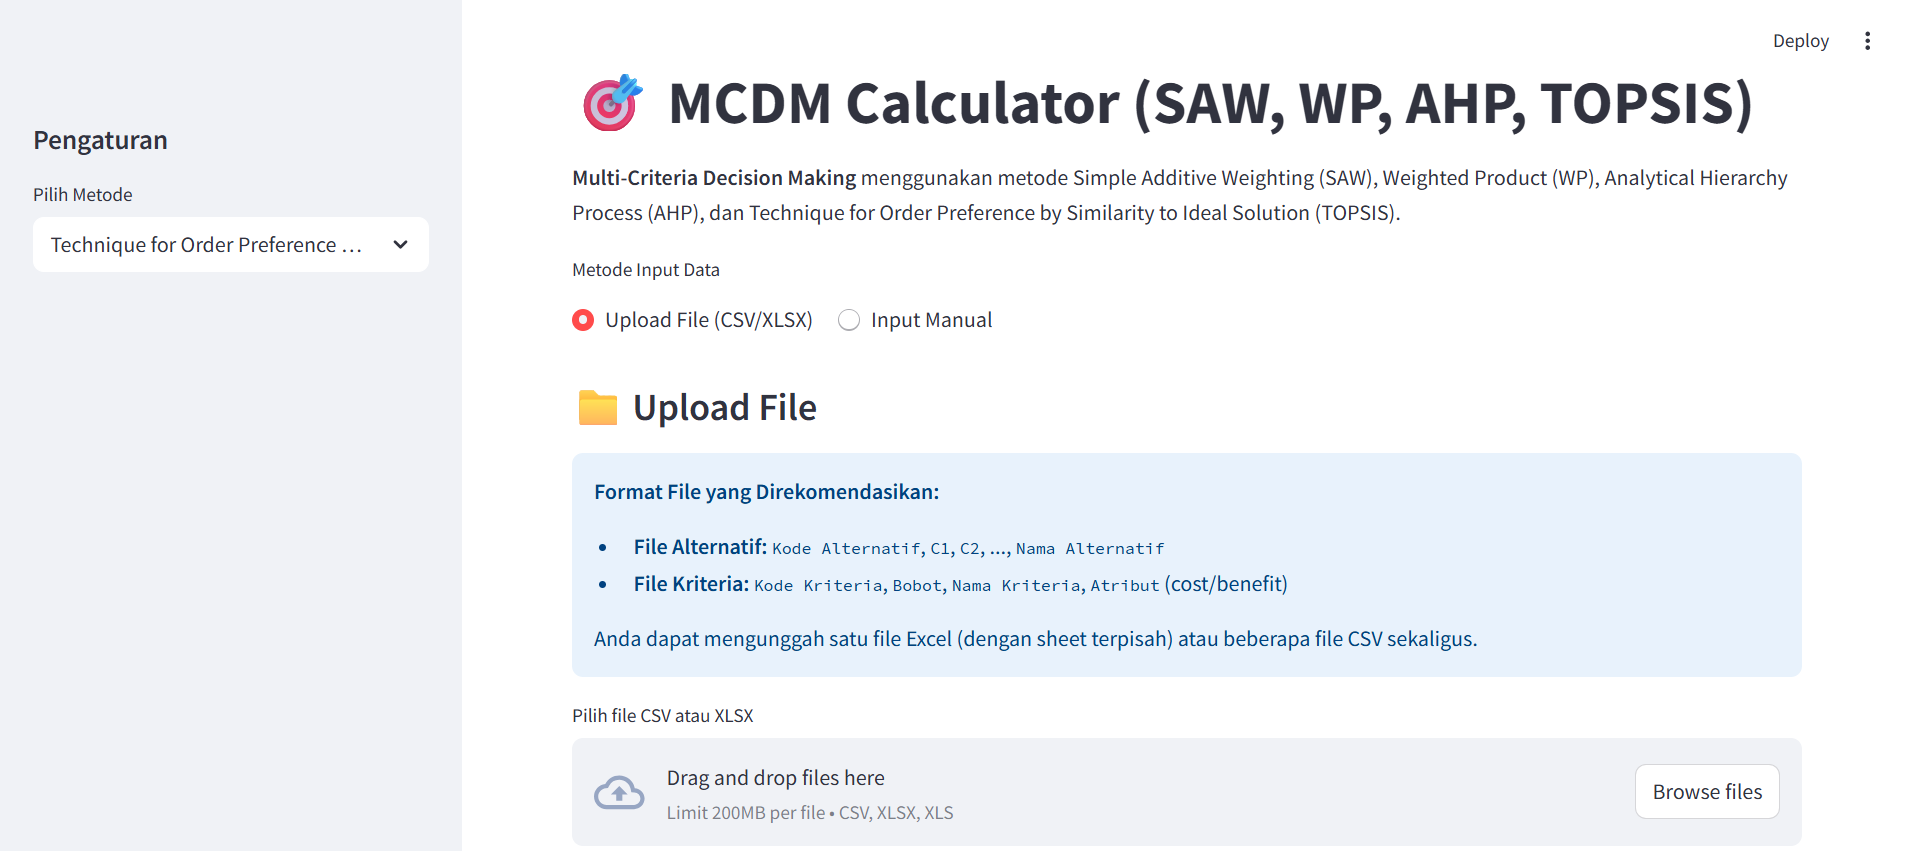 Deploy
Pengaturan
Pilih Metode
Technique for Order Preference ...
MCDM Calculator (SAW, WP, AHP, TOPSIS)
Multi-Criteria Decision Making menggunakan metode Simple Additive Weighting (SAW), Weighted Product (WP), Analytical Hierarchy
Process (AHP), dan Technique for Order Preference by Similarity to Ideal Solution (TOPSIS).
Metode Input Data
Upload File (CSV/XLSX)
Input Manual
Upload File
Format File yang Direkomendasikan:
• File Alternatif: Kode Alternatif, C1, C2, ..., Nama Alternatif
• File Kriteria: Kode Kriteria, Bobot, Nama Kriteria, Atribut (cost/benefit)
Anda dapat mengunggah satu file Excel (dengan sheet terpisah) atau beberapa file CSV sekaligus.
Pilih file CSV atau XLSX
Drag and drop files here
Limit 200MB per file • CSV, XLSX, XLS
Browse files